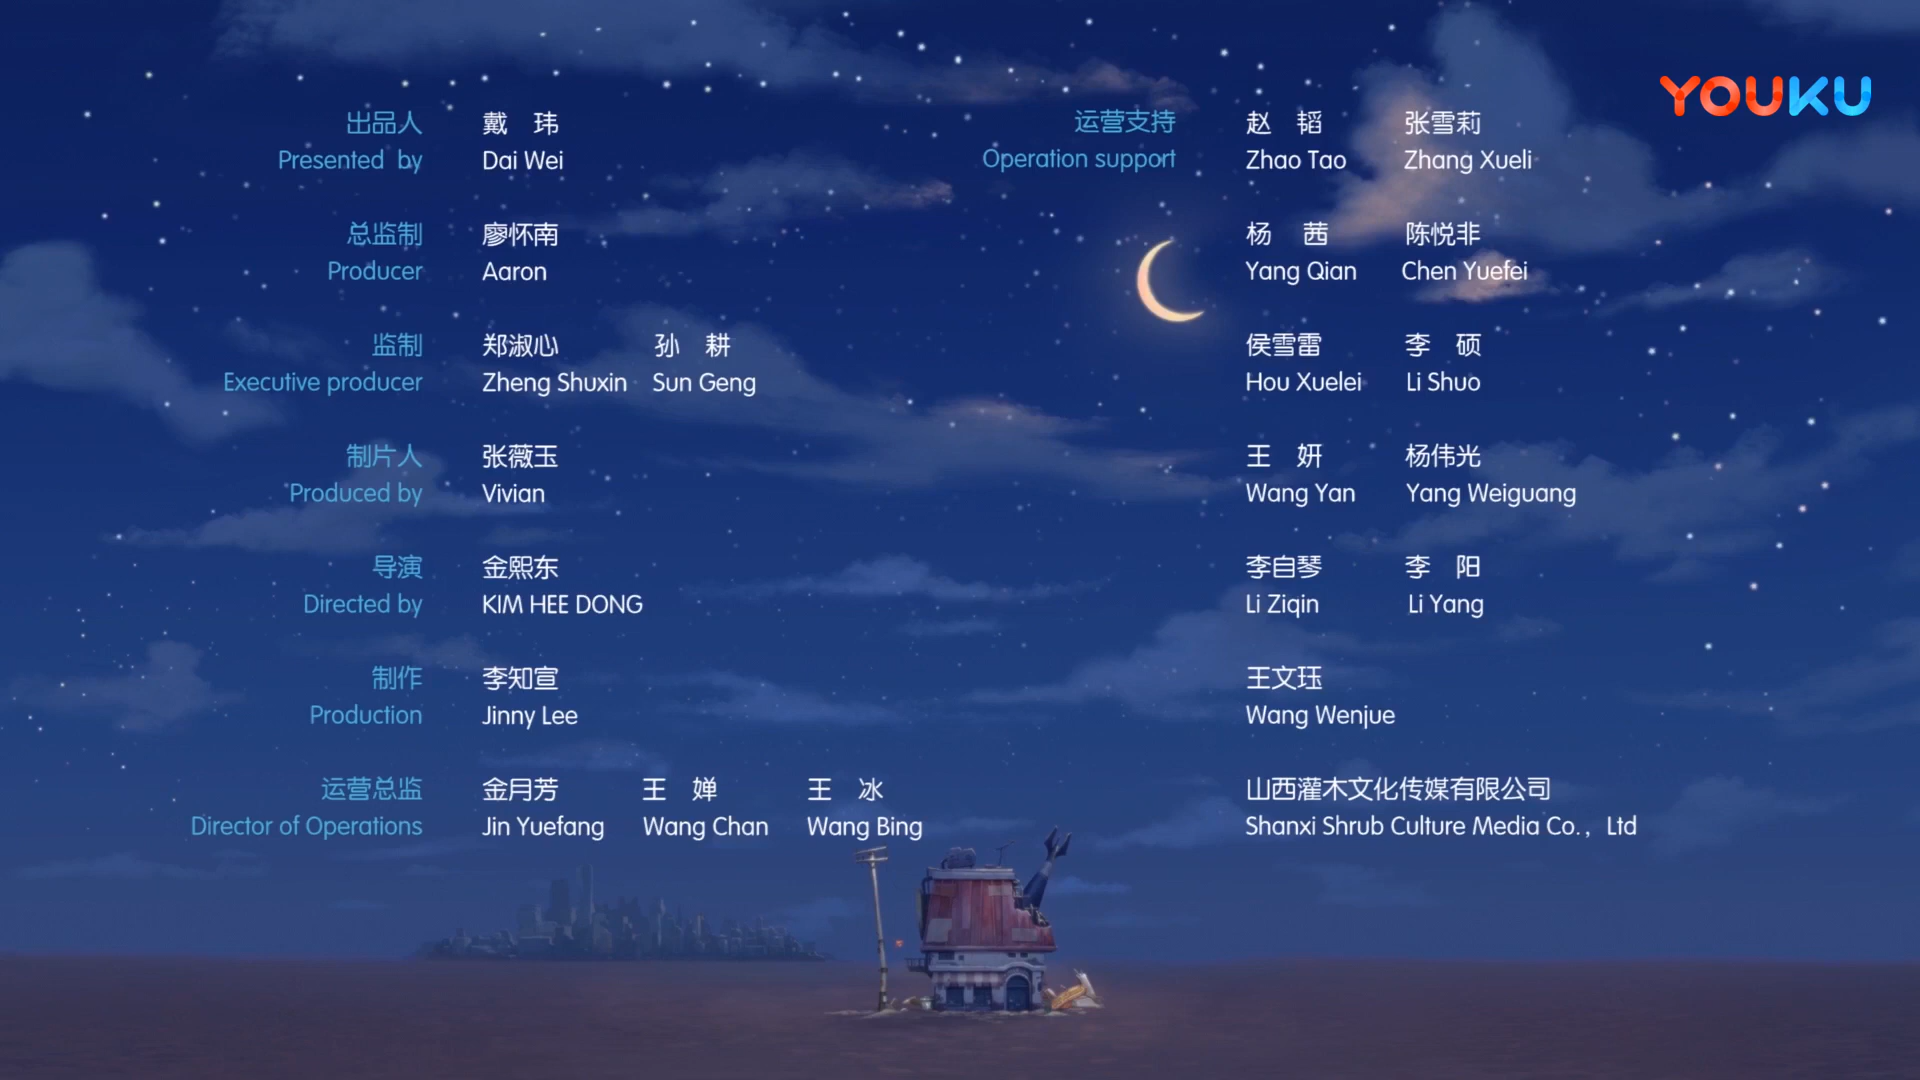 YOUKU
出品人 戴 玮
Presented by Dai Wei
总监制 廖怀南
Producer Aaron
监制 郑淑心 孙 耕
Executive producer Zheng Shuxin Sun Geng
制片人 张薇玉
Produced by Vivian
导演 金熙东
Directed by KIM HEE DONG
制作 李知宣
Production Jinny Lee
运营总监 金月芳 王 婵 王 冰
Director of Operations Jin Yuefang Wang Chan Wang Bing
运营支持 赵 韬 张雪莉
Operation support Zhao Tao Zhang Xueli
杨 茜 陈悦非
Yang Qian Chen Yuefei
侯雪雷 李 硕
Hou Xuelei Li Shuo
王 妍 杨伟光
Wang Yan Yang Weiguang
李自琴 李 阳
Li Ziqin Li Yang
王文珏
Wang Wenjue
山西灌木文化传媒有限公司
Shanxi Shrub Culture Media Co., Ltd